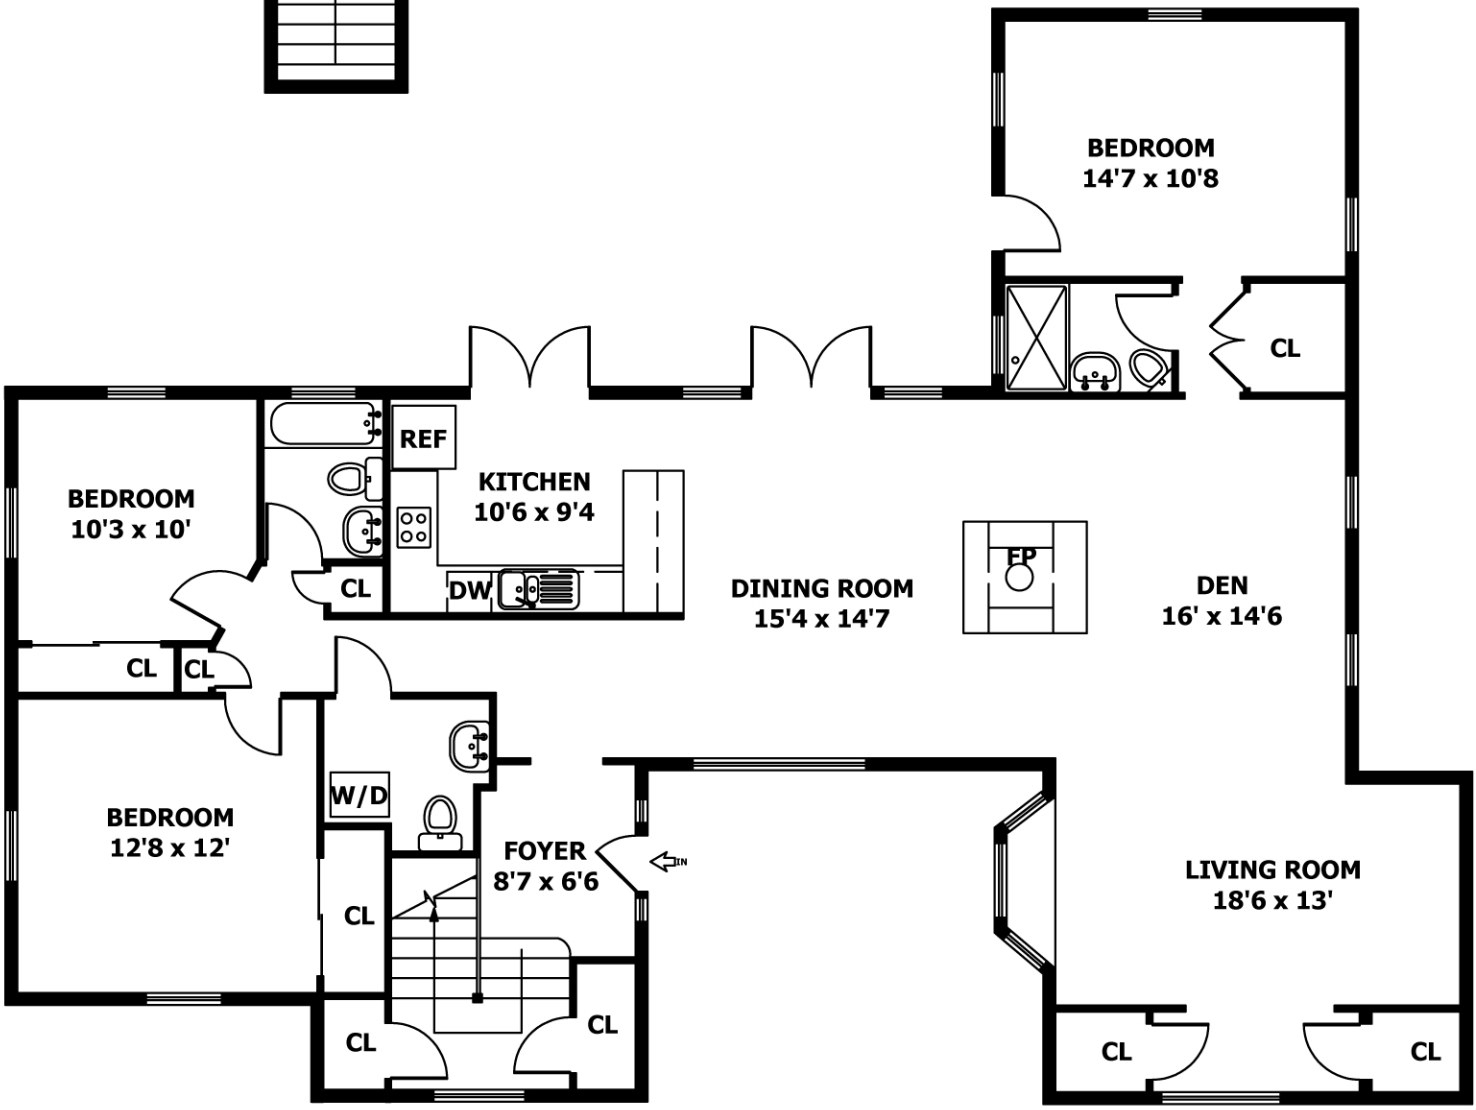 BEDROOM
14'7 x 10'8
CL
REF
KITCHEN
10'6 x 9'4
BEDROOM
10'3 x 10'
FP
DW
CL
DINING ROOM
15'4 x 14'7
DEN
16' x 14'6
CL
CL
W/D
BEDROOM
12'8 x 12'
FOYER
8'7 x 6'6
IN
LIVING ROOM
18'6 x 13'
CL
CL
CL
CL
CL